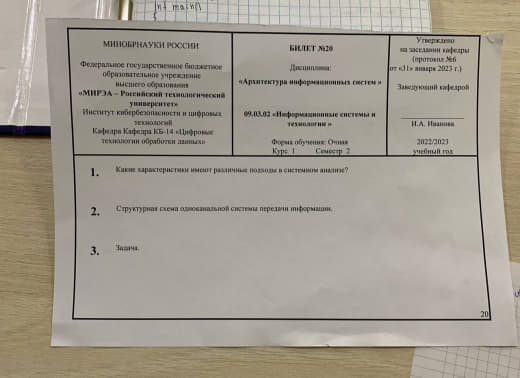 int main()
{
МИНОБРНАУКИ РОССИИ
Федеральное государственное бюджетное
образовательное учреждение
высшего образования
«МИРЭА – Российский технологический
университет»
Институт кибербезопасности и цифровых
технологий
Кафедра Кафедра КБ-14 «Цифровые
технологии обработки данных»
БИЛЕТ №20
Дисциплина:
«Архитектура информационных систем »
09.03.02 «Информационные системы и
технологии »
Форма обучения: Очная
Курс 1 Семестр 2
Утверждено
на заседании кафедры
(протокол №6
от «31» января 2023 г.)
Заведующий кафедрой
И.А. Иванова
2022/2023
учебный год
1. Какие характеристики имеют различные подходы в системном анализе?
2. Структурная схема одноканальной системы передачи информации.
3. Задача.
20